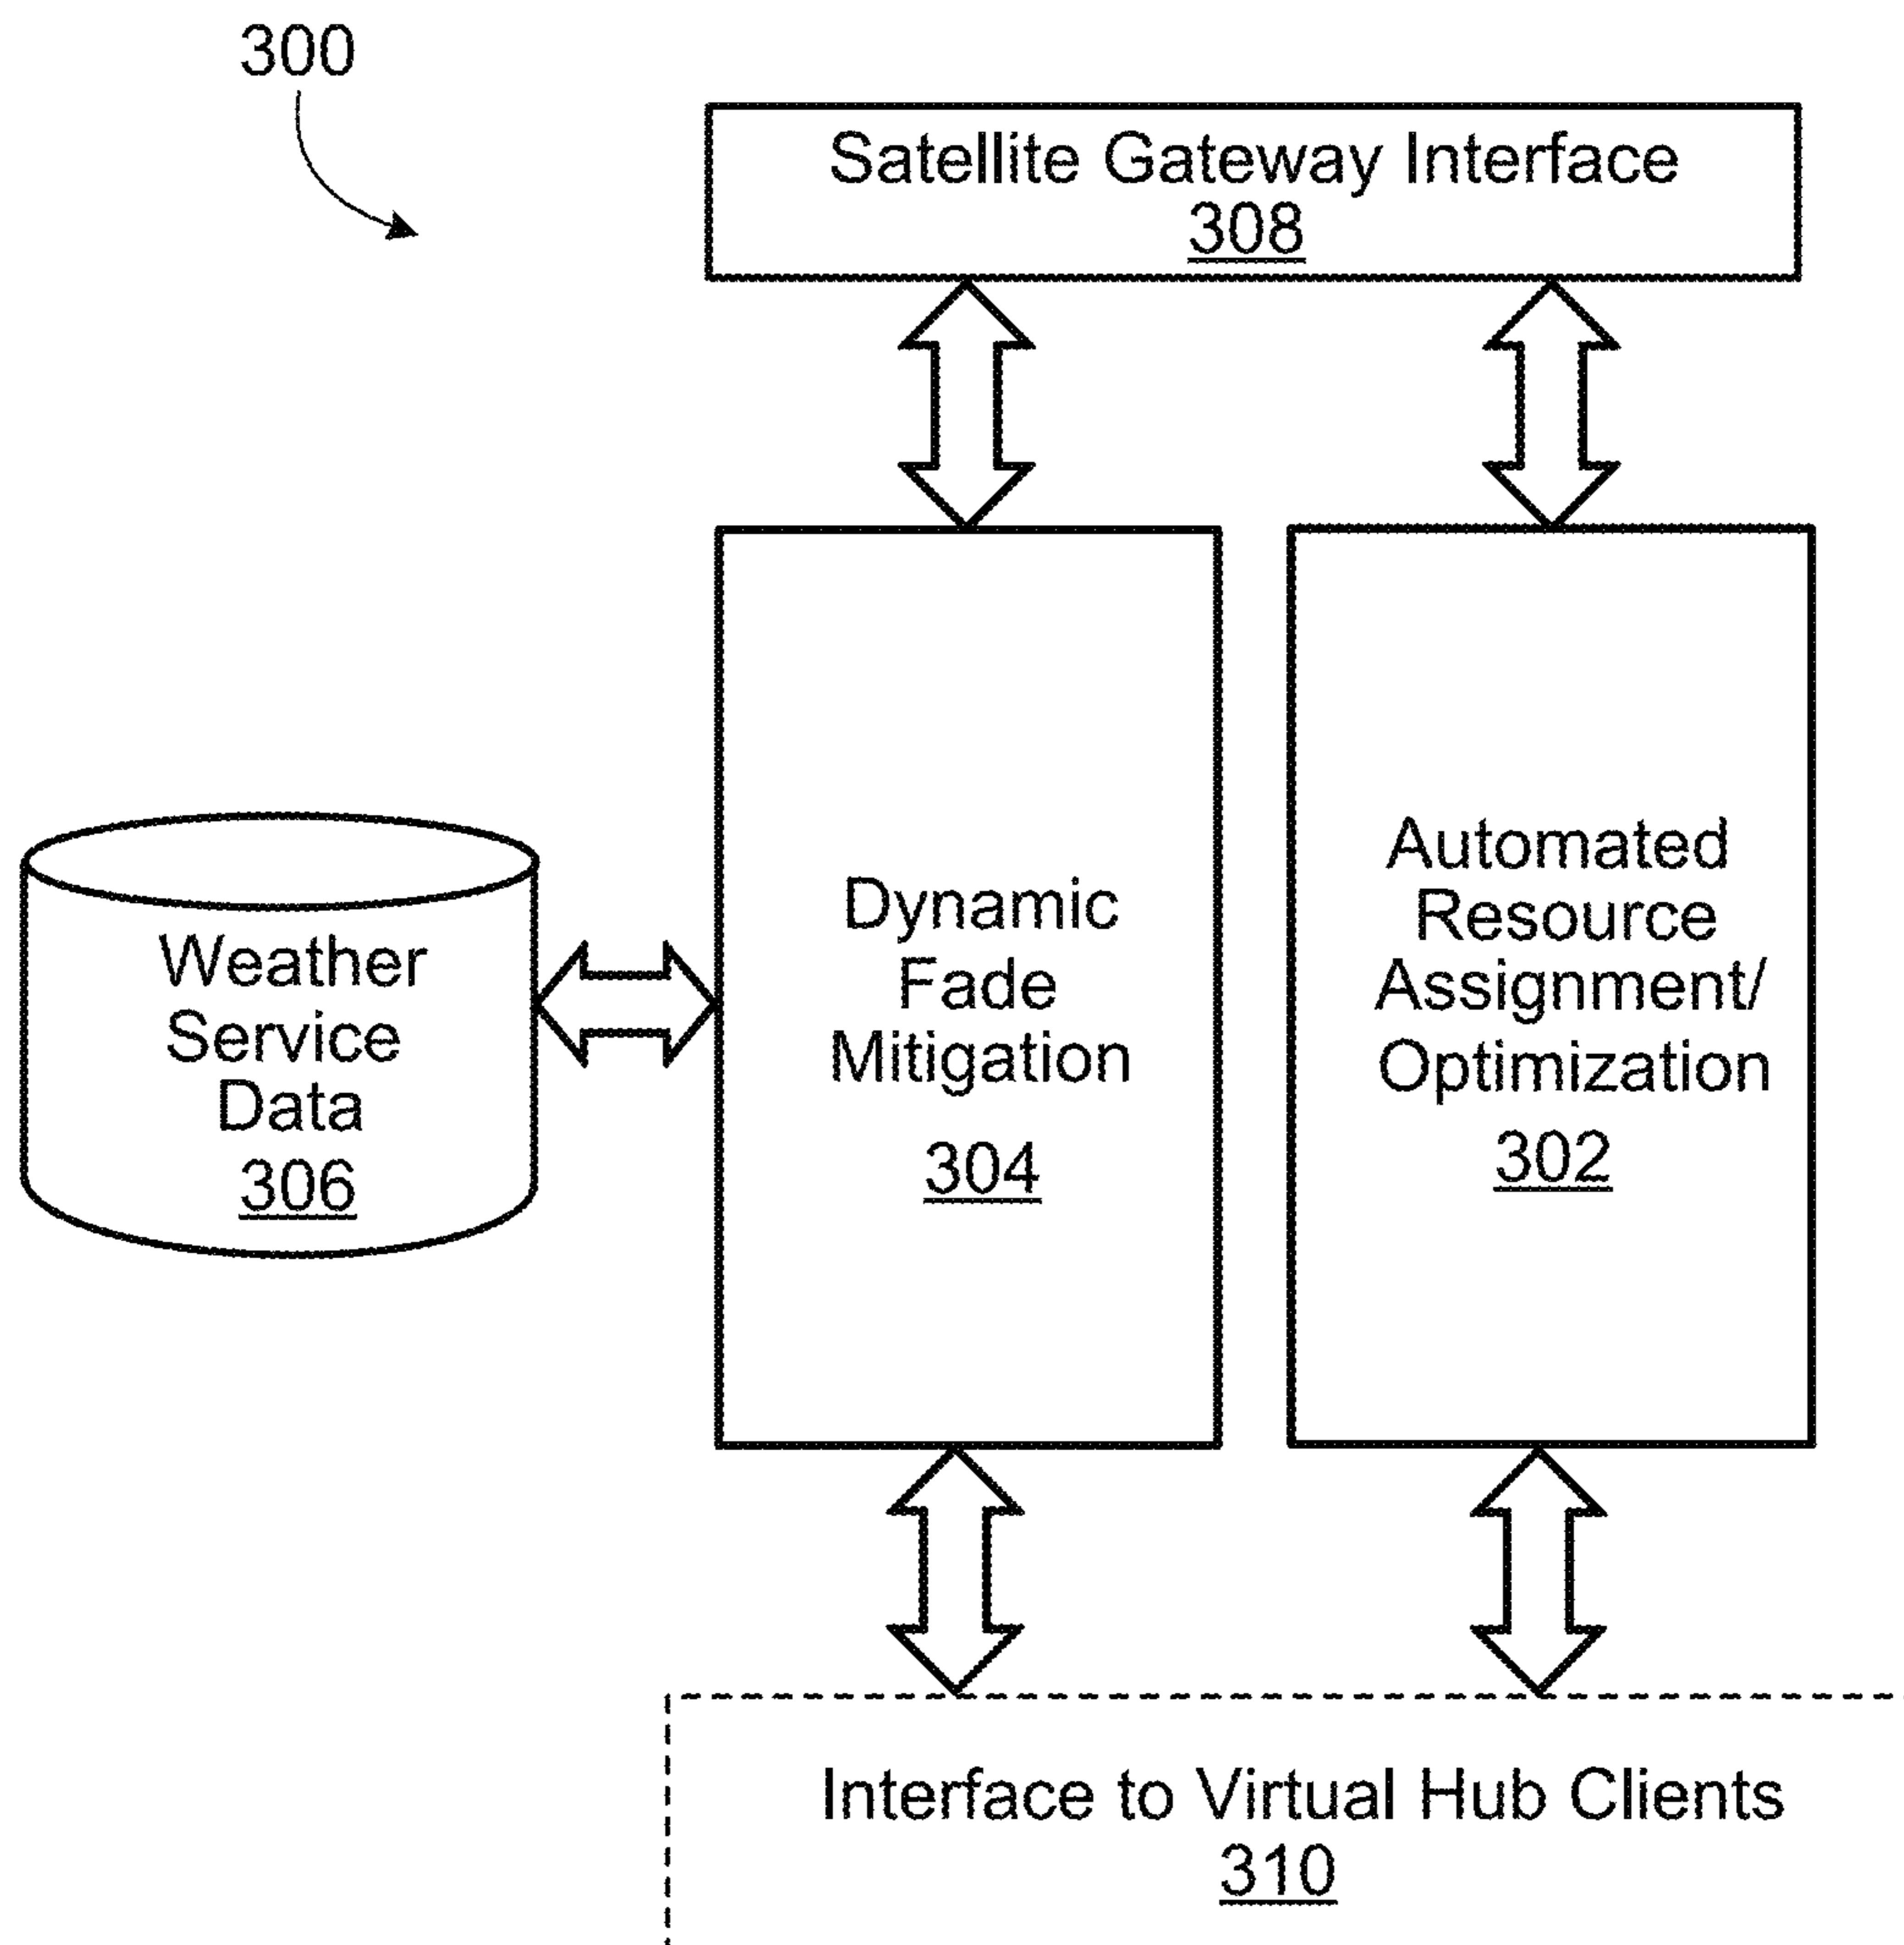 300
Satellite Gateway Interface
308
Weather
Service
Data
306
Dynamic
Fade
Mitigation
304
Automated
Resource
Assignment/
Optimization
302
Interface to Virtual Hub Clients
310